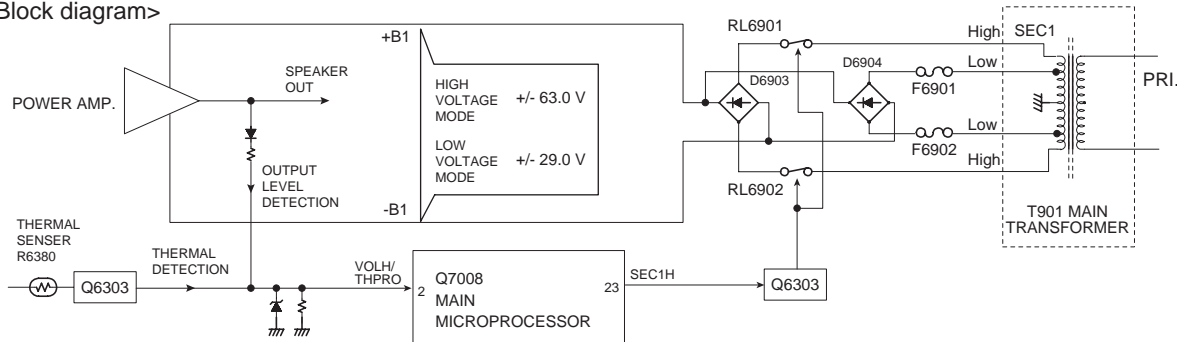 Block diagram>
POWER AMP.
SPEAKER
OUT
OUTPUT
LEVEL
DETECTION
+B1
HIGH
VOLTAGE
MODE
+/- 63.0 V
LOW
VOLTAGE
MODE
+/- 29.0 V
-B1
RL6901
D6903
D6904
RL6902
High
Low
F6901
Low
F6902
High
SEC1
PRI.
T901 MAIN
TRANSFORMER
THERMAL
SENSER
R6380
Q6303
THERMAL
DETECTION
VOLH/
THPRO
2
Q7008
MAIN
MICROPROCESSOR
23
SEC1H
Q6303